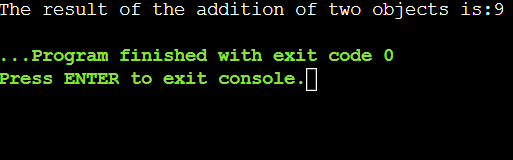 The result of the addition of two objects is:9
...Program finished with exit code 0
Press ENTER to exit console.